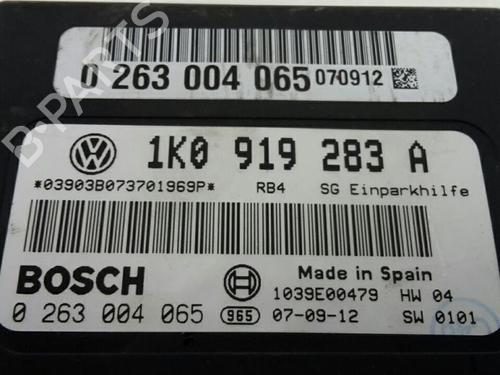 0 263 004 065 070912
B-PARTS
VW
1K0 919 283 A
*03903B073701969P* RB4 SG Einparkhilfe
BOSCH
Made in Spain
1039E00479 HW 04
0 263 004 065 965 07-09-12 SW 0101